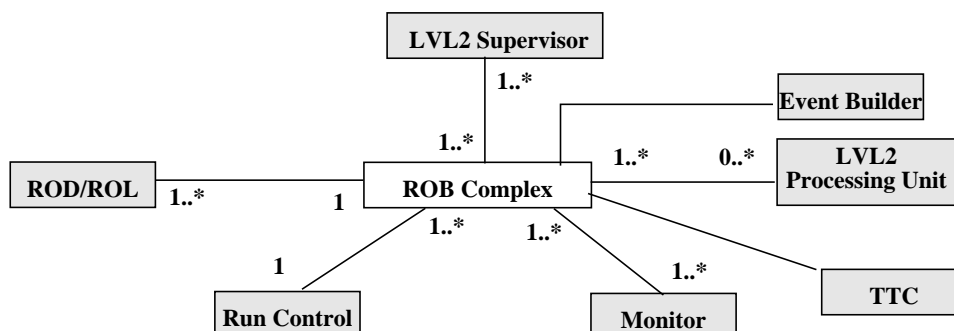 LVL2 Supervisor
1..*
Event Builder
1..*
1..*
0..*
LVL2
Processing Unit
ROD/ROL
1..*
1
ROB Complex
1..*
1..*
1
1..*
TTC
Run Control
Monitor